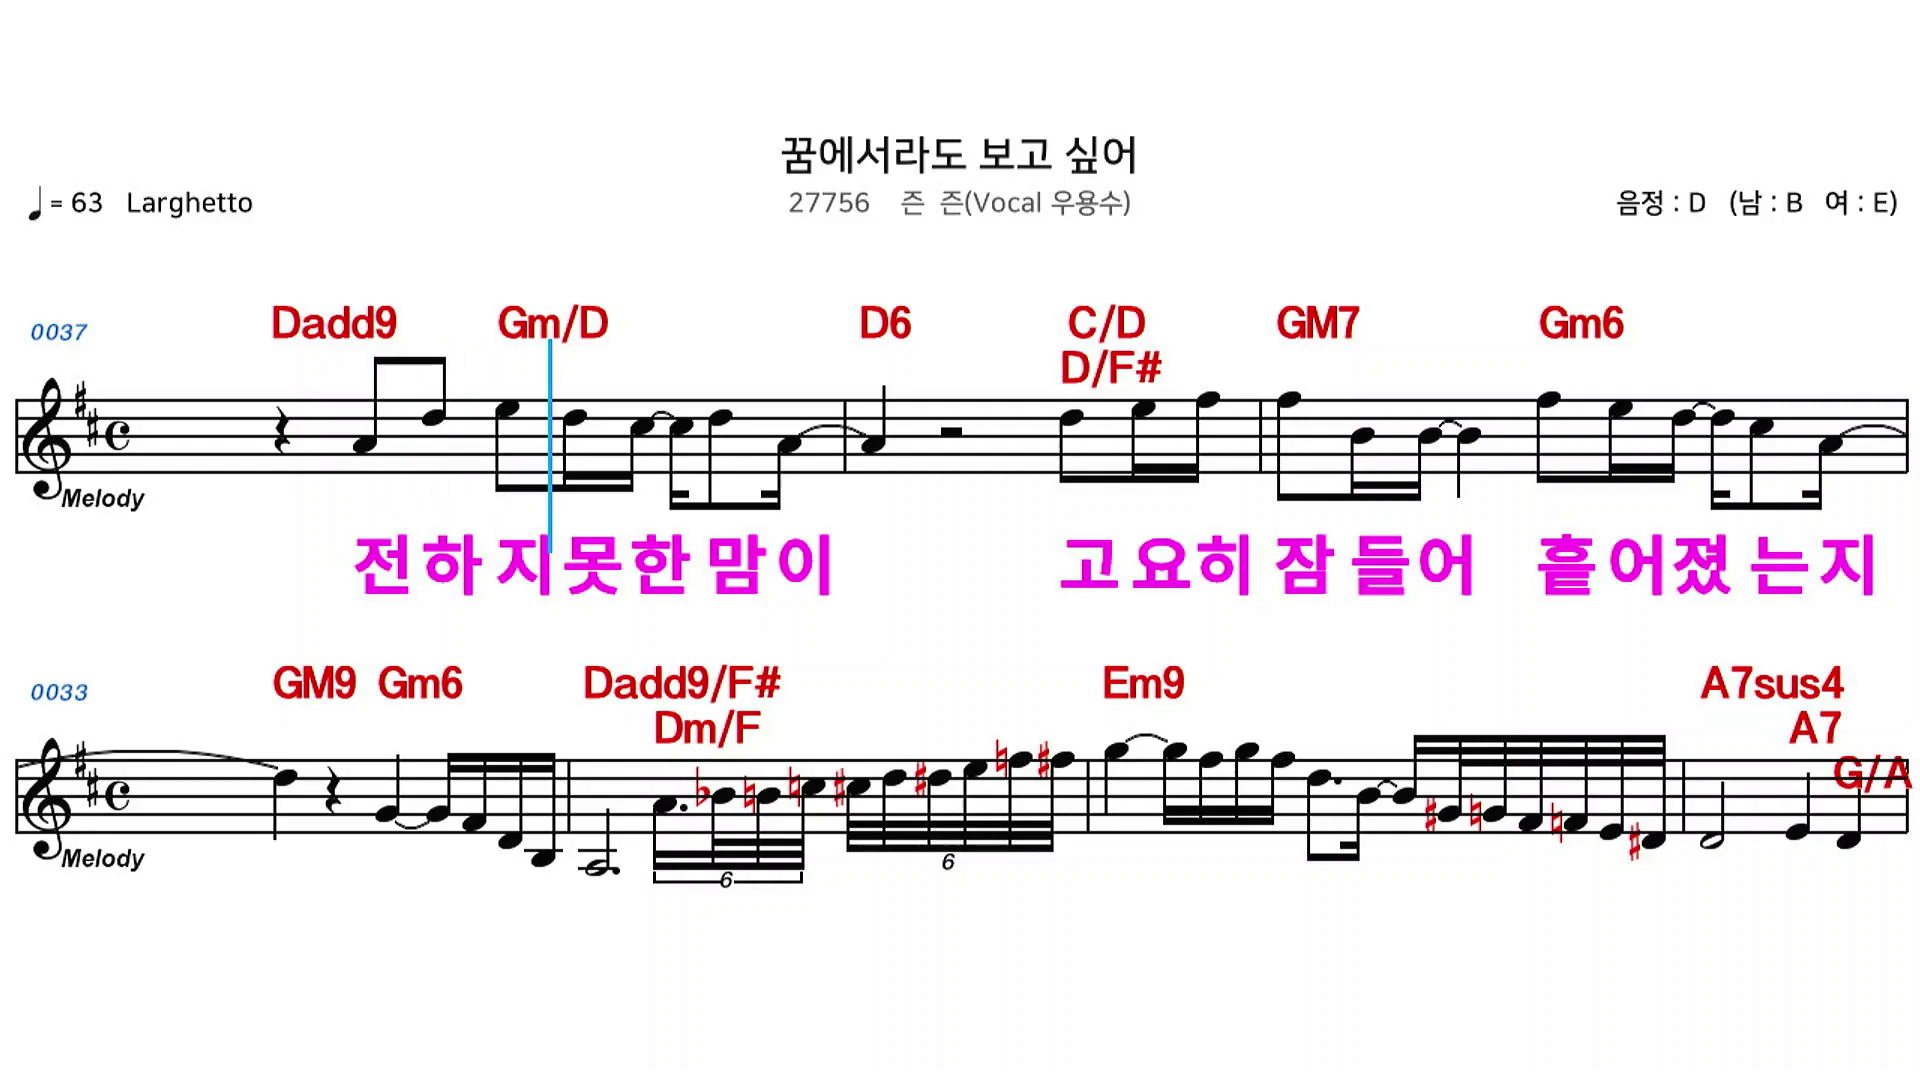 꿈에서라도 보고 싶어
= 63 Larghetto
27756 즌 즌(Vocal 우용수)
음정 : D (남 : B 여 : E)
0037
Dadd9 Gm/D D6 C/D GM7 Gm6
D/F#
Melody
전하지못한맘이 고요히잠들어 흩어졌는지
0033
GM9 Gm6 Dadd9/F# Em9 A7sus4
Dm/F A7
G/A
Melody
6
6